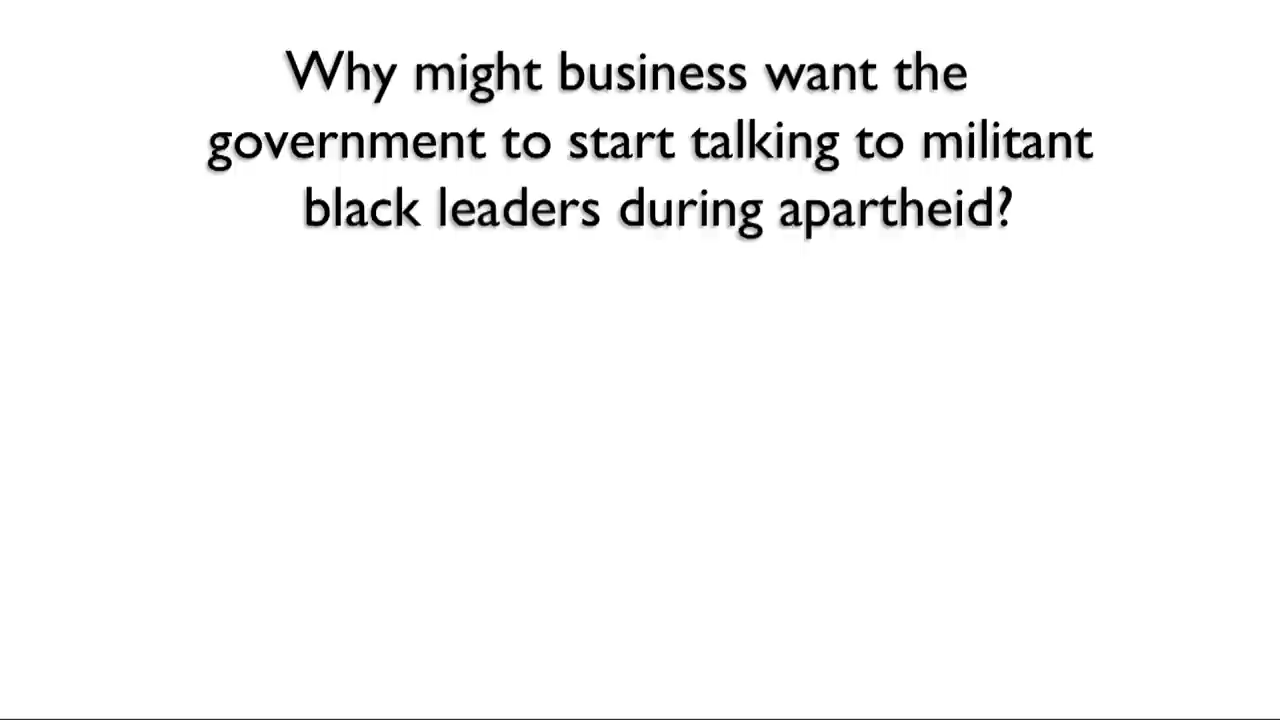 Why might business want the
government to start talking to militant
black leaders during apartheid?